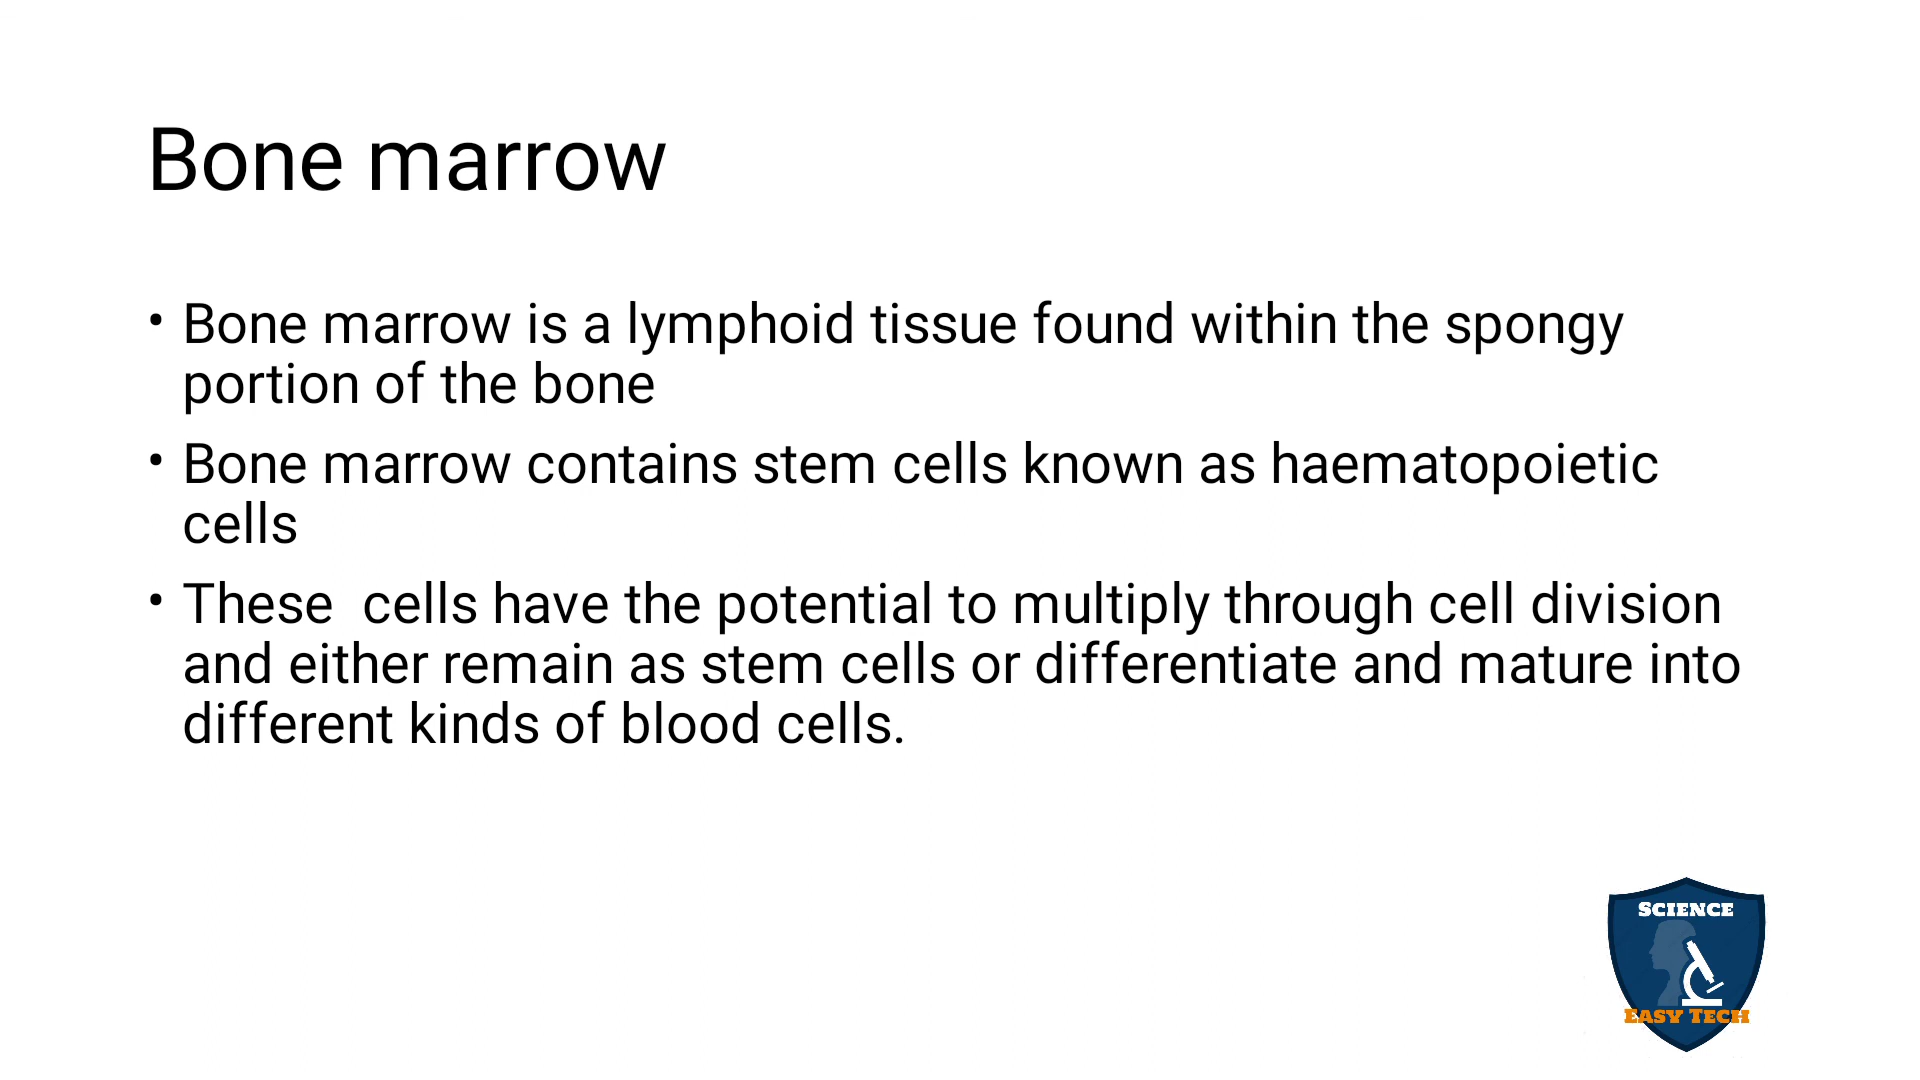 Bone marrow
• Bone marrow is a lymphoid tissue found within the spongy
portion of the bone
• Bone marrow contains stem cells known as haematopoietic
cells
• These  cells have the potential to multiply through cell division
and either remain as stem cells or differentiate and mature into
different kinds of blood cells.
SCIENCE
EASY TECH